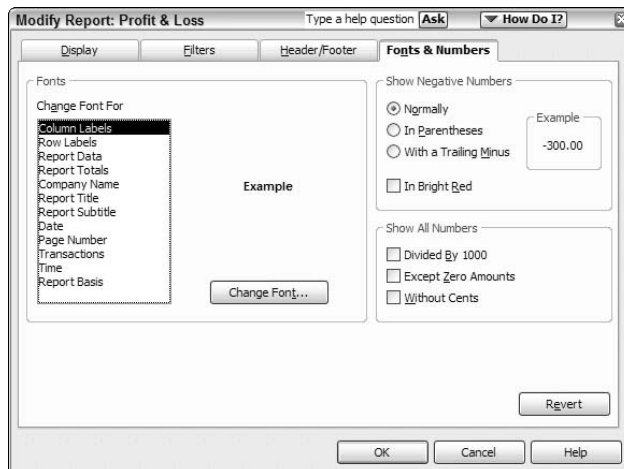 Modify Report: Profit & Loss Type a help question Ask How Do I?
Display Filters Header/Footer Fonts & Numbers
Fonts
Change Font For
Column Labels
Row Labels
Report Data
Report Totals
Company Name
Report Title
Report Subtitle
Date
Page Number
Transactions
Time
Report Basis
Example
Change Font...
Show Negative Numbers
Normally
In Parentheses
With a Trailing Minus
Example
-300.00
In Bright Red
Show All Numbers
Divided By 1000
Except Zero Amounts
Without Cents
Revert
OK Cancel Help